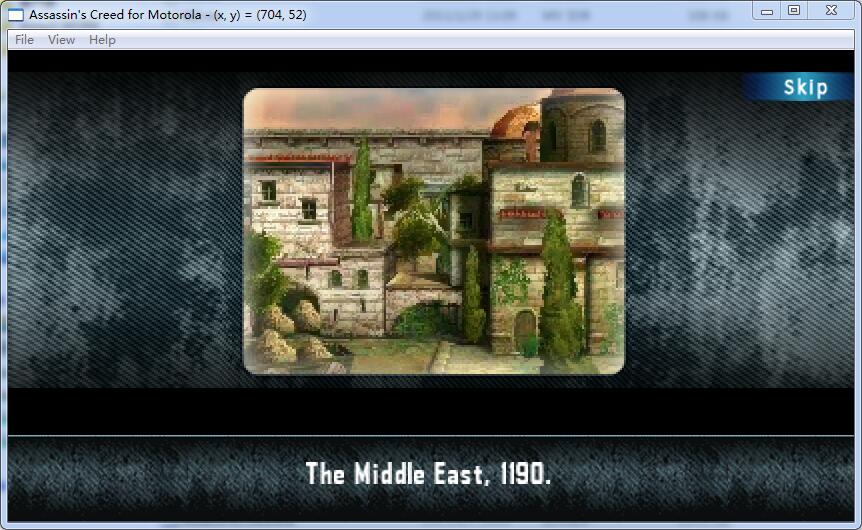 Assassin's Creed for Motorola - (x, y) = (704, 52)
File View Help
Skip
The Middle East, 1190.